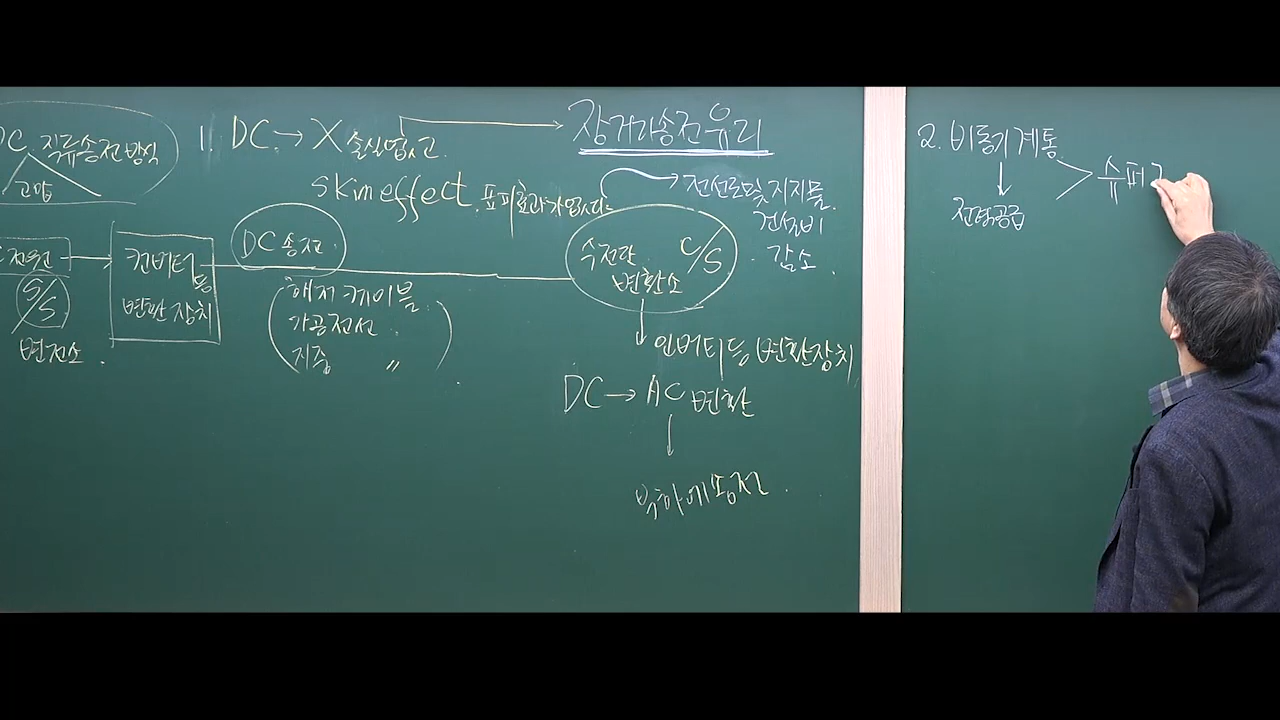 DC 직류송전방식
고압
1. DC → X 손실없고
장거리송전유리
skin effect. 표피효과가 없습니다
전선로및지지물.
건설비
감소.
DC 송전
컨버터
등
변환장치
S/S
변전소.
해저케이블.
가공전선.
지중 〃
수전단 C/S
변환소
인버터등 변환장치
DC → AC 변환
부하에 송전.
2. 비동기계통
전력공급
슈퍼